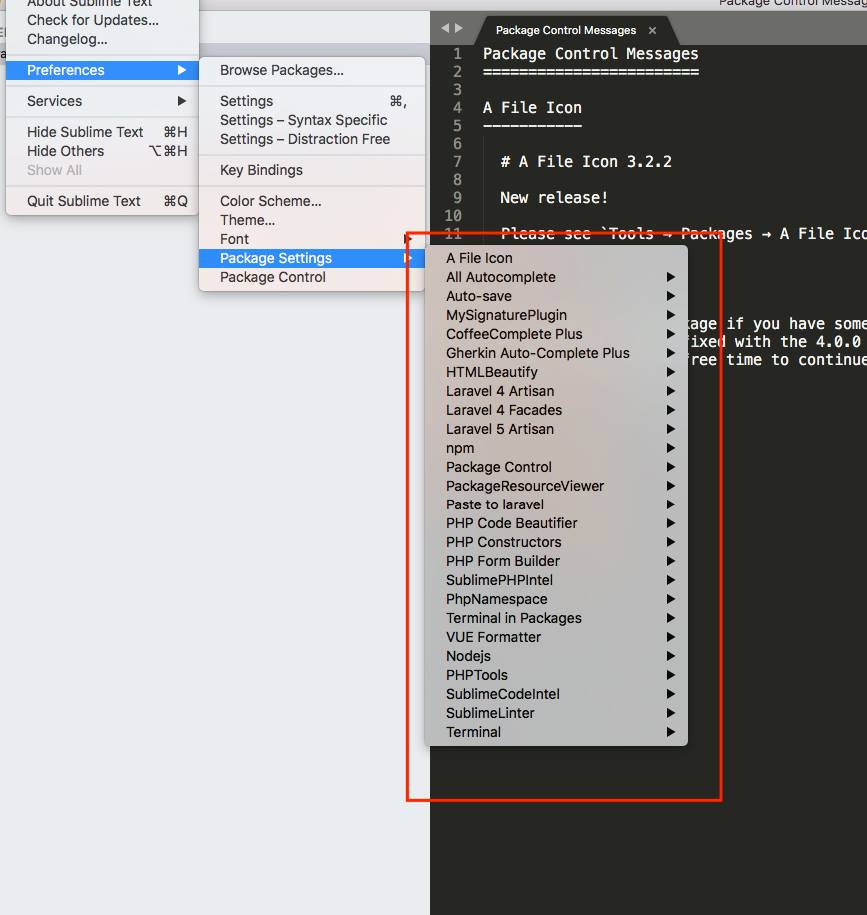 Package Control Messag
About Sublime Text
Check for Updates...
Changelog...
Preferences
Services
Hide Sublime Text ⌘H
Hide Others ⌥⌘H
Show All
Quit Sublime Text ⌘Q
Browse Packages...
Settings ⌘,
Settings – Syntax Specific
Settings – Distraction Free
Key Bindings
Color Scheme...
Theme...
Font
Package Settings
Package Control
A File Icon
All Autocomplete
Auto-save
MySignaturePlugin
CoffeeComplete Plus
Gherkin Auto-Complete Plus
HTMLBeautify
Laravel 4 Artisan
Laravel 4 Facades
Laravel 5 Artisan
npm
Package Control
PackageResourceViewer
Paste to laravel
PHP Code Beautifier
PHP Constructors
PHP Form Builder
SublimePHPIntel
PhpNamespace
Terminal in Packages
VUE Formatter
Nodejs
PHPTools
SublimeCodeIntel
SublimeLinter
Terminal
Package Control Messages ×
1 Package Control Messages
2 ========================
3
4 A File Icon
5 -----------
6
7 # A File Icon 3.2.2
8
9 New release!
10
11 Please see `Tools → Packages → A File Ico
kage if you have some
fixed with the 4.0.0
free time to continue